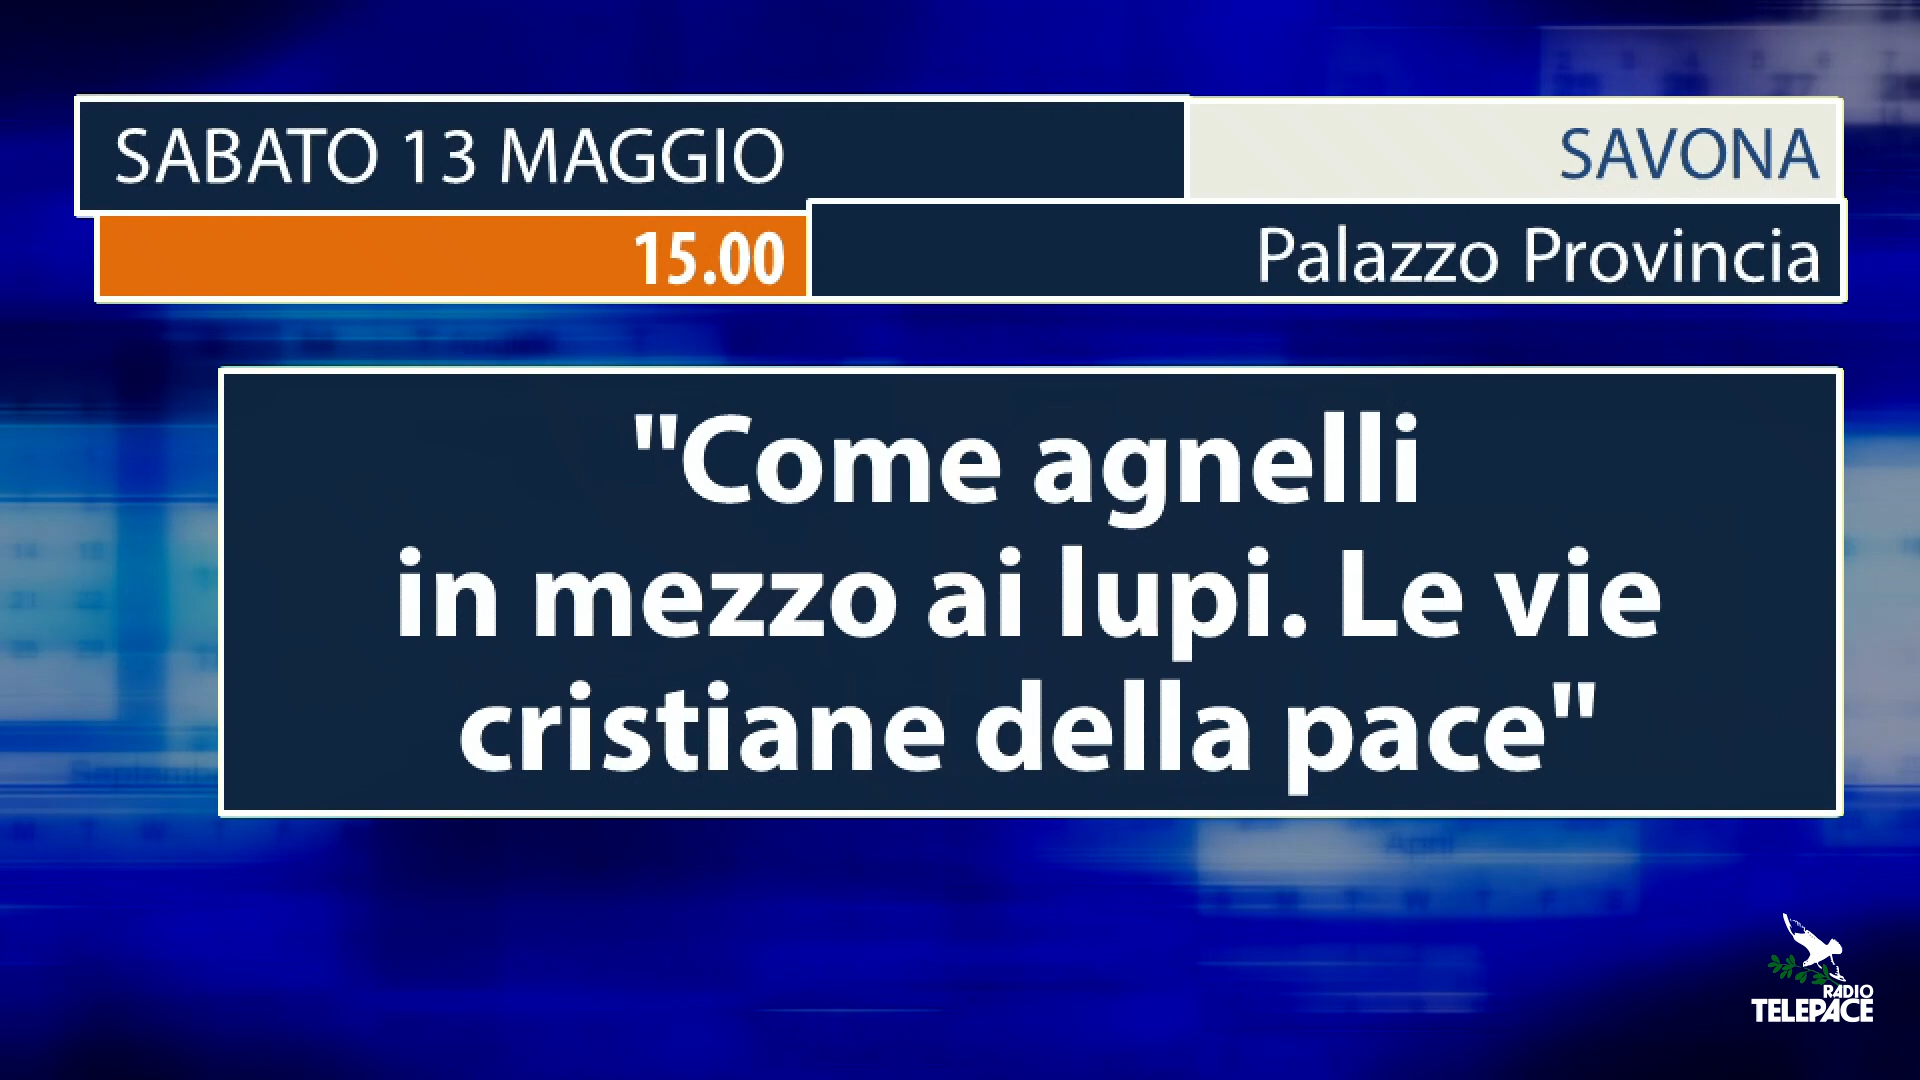 SABATO 13 MAGGIO
SAVONA
15.00
Palazzo Provincia
"Come agnelli
in mezzo ai lupi. Le vie
cristiane della pace"
RADIO
TELEPACE